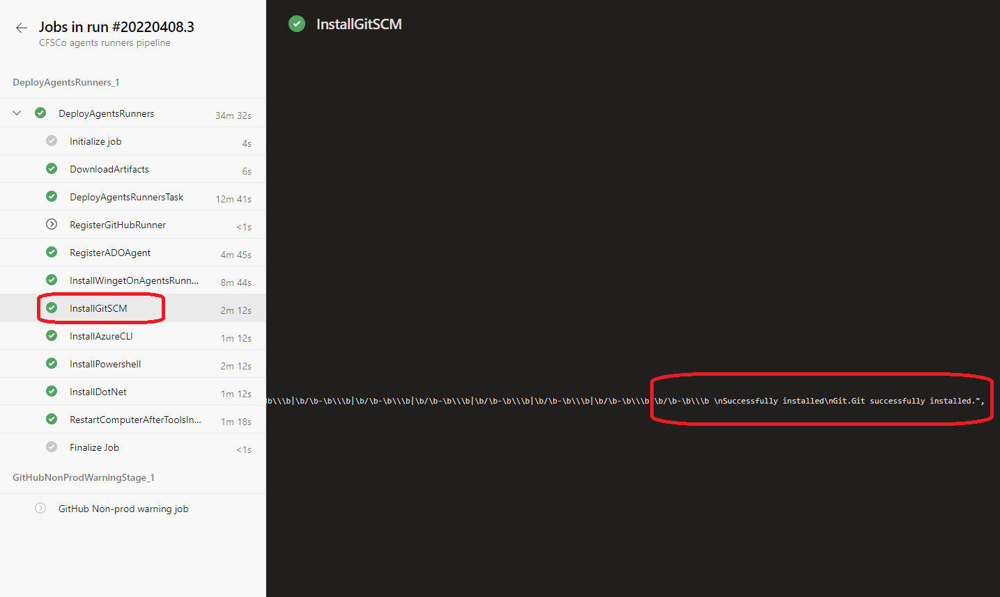 Jobs in run #20220408.3
CFSCo agents runners pipeline
DeployAgentsRunners_1
DeployAgentsRunners 34m 32s
Initialize job 4s
DownloadArtifacts 6s
DeployAgentsRunnersTask 12m 41s
RegisterGitHubRunner <1s
RegisterADOAgent 4m 45s
InstallWingetOnAgentsRunn... 8m 44s
InstallGitSCM 2m 12s
InstallAzureCLI 1m 12s
InstallPowershell 2m 12s
InstallDotNet 1m 12s
RestartComputerAfterToolsIn... 1m 18s
Finalize Job <1s
GitHubNonProdWarningStage_1
GitHub Non-prod warning job
InstallGitSCM
b\\\b|\b/\b-\b\\\b|\b/\b-\b\\\b|\b/\b-\b\\\b|\b/\b-\b\\\b|\b/\b-\b\\\b|\b/\b-\b\\\b|\b/\b-\b\\\b \nSuccessfully installed\nGit.Git successfully installed.",